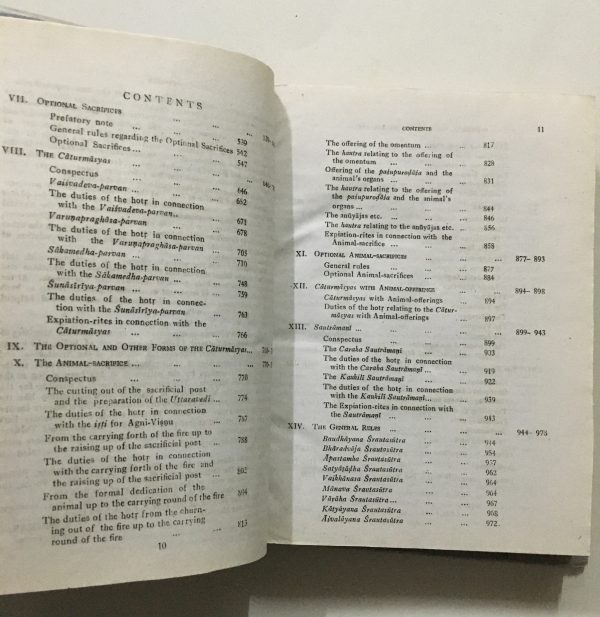 CONTENTS
VII. OPTIONAL SACRIFICES
Prefatory note ... ... ... 539
General rules regarding the Optional Sacrifices 542
Optional Sacrifices ... ... ... 547
VIII. THE Cāturmāsyas ... ... ...
Conspectus ... ... ... 646
Vaiśvadeva-parvan ... ... 652
The duties of the hotṛ in connection
with the Vaiśvadeva-parvan... ... 671
Varuṇapraghāsa-parvan ... ... 678
The duties of the hotṛ in connection
with the Varuṇapraghāsa-parvan ... 705
Sākamedha-parvan ... ... 710
The duties of the hotṛ in connection
with the Sākamedha-parvan ... 748
Śunāsīrīya-parvan ... ... 759
The duties of the hotṛ in connec-
tion with the Śunāsīrīya-parvan ... 763
Expiation-rites in connection with the
Cāturmāsyas ... ... 766
IX. THE OPTIONAL AND OTHER FORMS OF THE Cāturmāsyas...
X. THE ANIMAL-SACRIFICE ... ... ...
Conspectus ... ... ... 770
The cutting out of the sacrificial post
and the preparation of the Uttaravedi ... 774
The duties of the hotṛ in connection
with the iṣṭi for Agni-Viṣṇu ... 787
From the carrying forth of the fire up to
the raising up of the sacrificial post ... 788
The duties of the hotṛ in connection
with the carrying forth of the fire and
the raising up of the sacrificial post ... 802
From the formal dedication of the
animal up to the carrying round of the fire 804
The duties of the hotṛ from the churn-
ing out of the fire up to the carrying
round of the fire ... ... 815
10
CONTENTS 11
The offering of the omentum ... ... 817
The hautra relating to the offering of
the omentum ... ... ... 828
Offering of the paśupuroḍāśa and the
animal's organs ... ... 831
The hautra relating to the offering of
the paśupuroḍāśa and the animal's
organs ... ... ... 844
The anūyājas etc. ... ... 846
The hautra relating to the anūyājas etc. ... 856
Expiation-rites in connection with the
Animal-sacrifice ... ... 858
XI. OPTIONAL ANIMAL-SACRIFICES ... ... 877-893
General rules ... ... ... 877
Optional Animal-sacrifices ... ... 884
XII. Cāturmāsyas WITH ANIMAL-OFFERINGS ... 894-898
Cāturmāsyas with Animal-offerings ... 894
Duties of the hotṛ relating to the Cātur-
māsyas with Animal-offerings ... 897
XIII. Sautrāmaṇī ... ... ... 899-943
Conspectus ... ... ... 899
The Caraka Sautrāmaṇī ... ... 903
The duties of the hotṛ in connection
with the Caraka Sautrāmaṇī... ... 919
The Kaukilī Sautrāmaṇī ... ... 922
The duties of the hotṛ in connection
with the Kaukilī Sautrāmaṇī ... 939
The Expiation-rites in connection with
the Sautrāmaṇī ... ... 943
XIV. THE GENERAL RULES ... ... 944-973
Baudhāyana Śrautasūtra ... ... 944
Bhāradvāja Śrautasūtra ... ... 954
Āpastamba Śrautasūtra ... ... 957
Satyāṣāḍha Śrautasūtra ... ... 962
Vaikhānasa Śrautasūtra ... ... 964
Mānava Śrautasūtra ... ... 964
Vārāha Śrautasūtra ... ... ... 967
Kātyāyana Śrautasūtra ... ... 968
Āśvalāyana Śrautasūtra ... ... 972